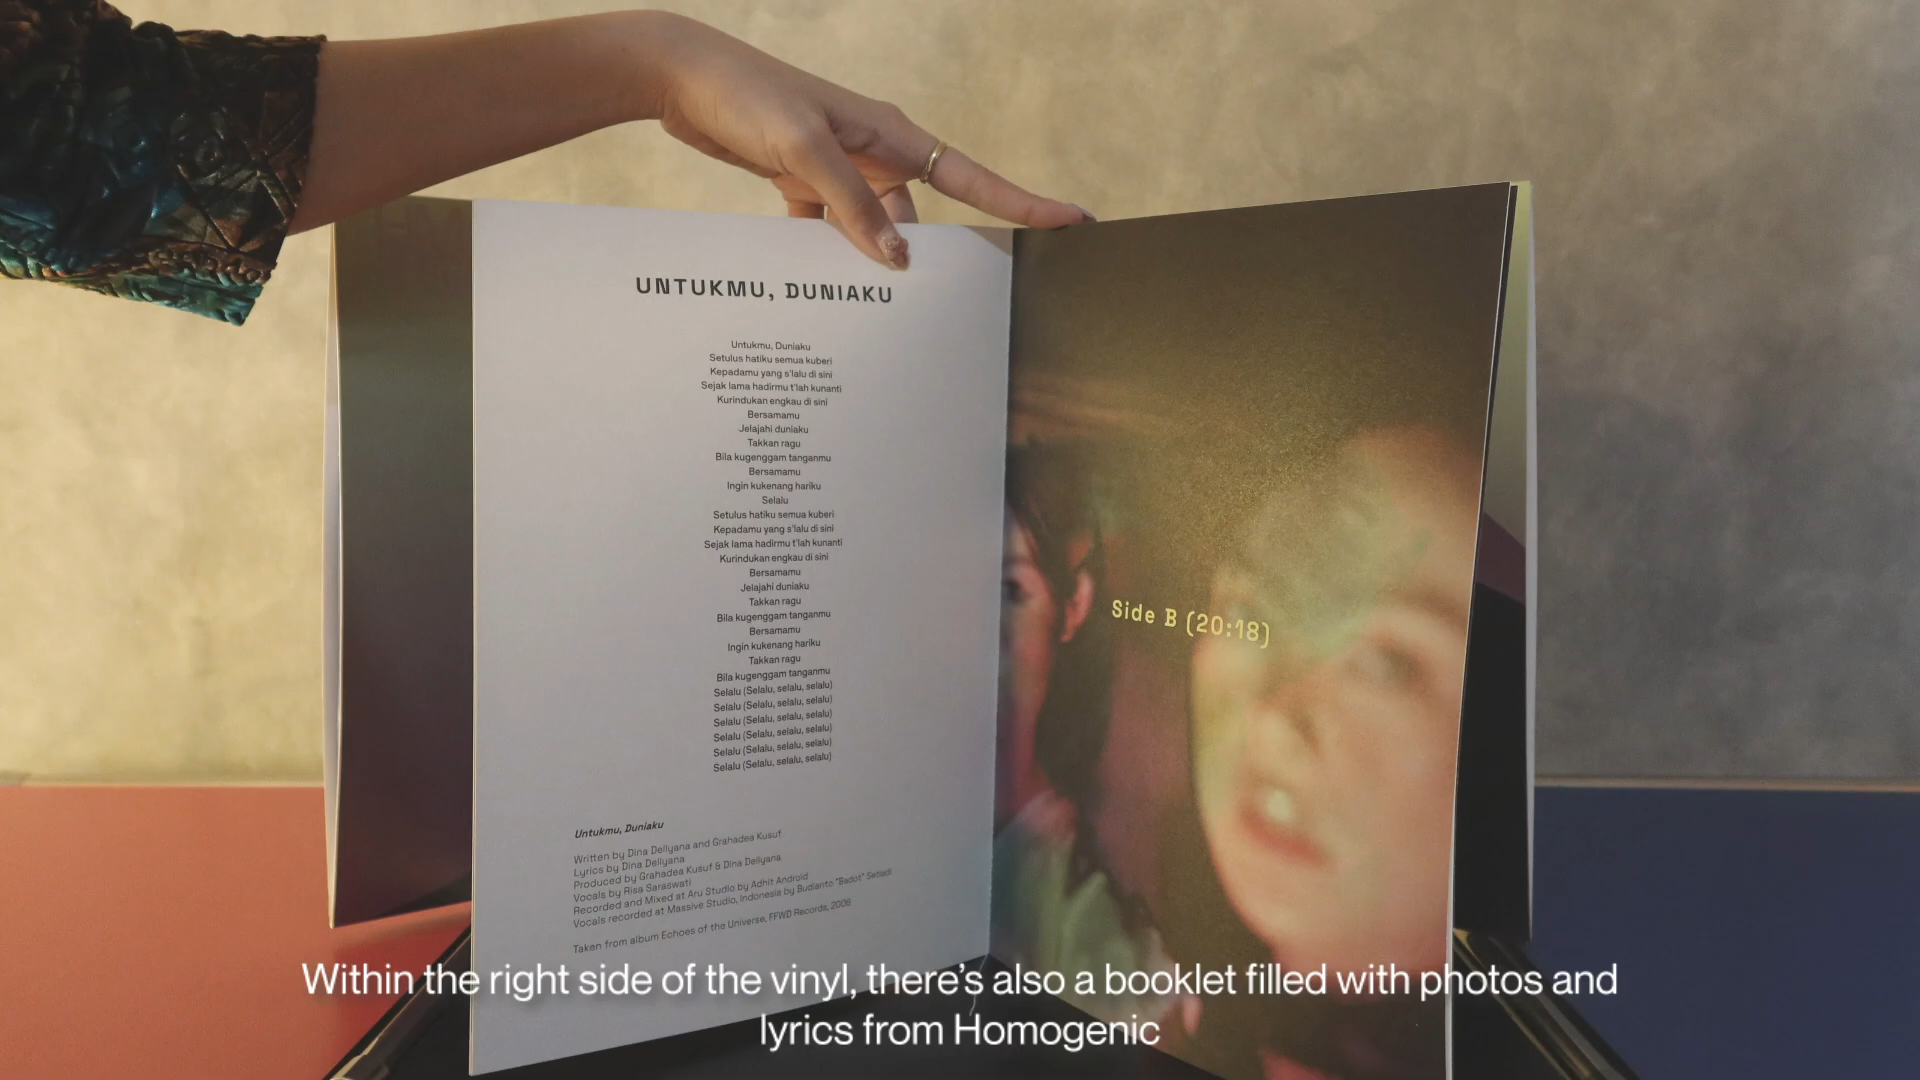 UNTUKMU, DUNIAKU
Untukmu, Duniaku
Setulus hatiku semua kuberi
Kepadamu yang s'lalu di sini
Sejak lama hadirmu t'lah kunanti
Kurindukan engkau di sini
Bersamamu
Jelajahi duniaku
Takkan ragu
Bila kugenggam tanganmu
Bersamamu
Ingin kukenang hariku
Selalu
Setulus hatiku semua kuberi
Kepadamu yang s'lalu di sini
Sejak lama hadirmu t'lah kunanti
Kurindukan engkau di sini
Bersamamu
Jelajahi duniaku
Takkan ragu
Bila kugenggam tanganmu
Bersamamu
Ingin kukenang hariku
Takkan ragu
Bila kugenggam tanganmu
Selalu (Selalu, selalu, selalu)
Selalu (Selalu, selalu, selalu)
Selalu (Selalu, selalu, selalu)
Selalu (Selalu, selalu, selalu)
Selalu (Selalu, selalu, selalu)
Selalu (Selalu, selalu, selalu)
Untukmu, Duniaku
Written by Dina Dellyana and Grahadea Kusuf
Lyrics by Dina Dellyana
Produced by Grahadea Kusuf & Dina Dellyana
Vocals by Risa Saraswati
Recorded and Mixed at Aru Studio by Adhit Android
Vocals recorded at Massive Studio, Indonesia by Budianto "Badot" Setiadi
Taken from album Echoes of the Universe, FFWD Records, 2006
Side B (20:18)
Within the right side of the vinyl, there's also a booklet filled with photos and
lyrics from Homogenic